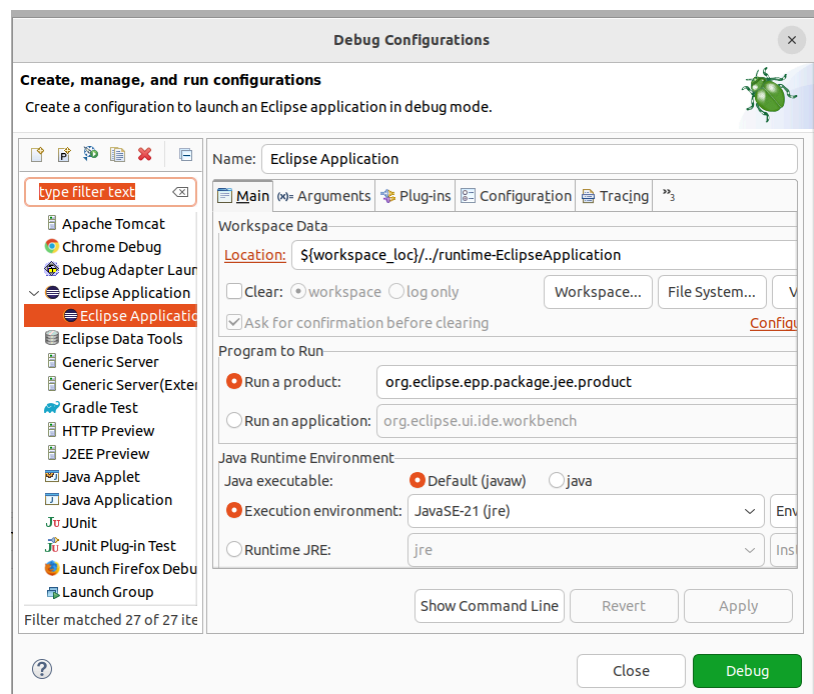 Debug Configurations
Create, manage, and run configurations
Create a configuration to launch an Eclipse application in debug mode.
type filter text
Apache Tomcat
Chrome Debug
Debug Adapter Laun
Eclipse Application
Eclipse Applicatio
Eclipse Data Tools
Generic Server
Generic Server(Exter
Gradle Test
HTTP Preview
J2EE Preview
Java Applet
Java Application
JUnit
JUnit Plug-in Test
Launch Firefox Debu
Launch Group
Filter matched 27 of 27 ite
Name: Eclipse Application
Main (x)= Arguments Plug-ins Configuration Tracing »3
Workspace Data
Location: ${workspace_loc}/../runtime-EclipseApplication
Clear: workspace log only Workspace... File System... V
Ask for confirmation before clearing Configu
Program to Run
Run a product: org.eclipse.epp.package.jee.product
Run an application: org.eclipse.ui.ide.workbench
Java Runtime Environment
Java executable: Default (javaw) java
Execution environment: JavaSE-21 (jre) Env
Runtime JRE: jre Inst
Show Command Line Revert Apply
? Close Debug